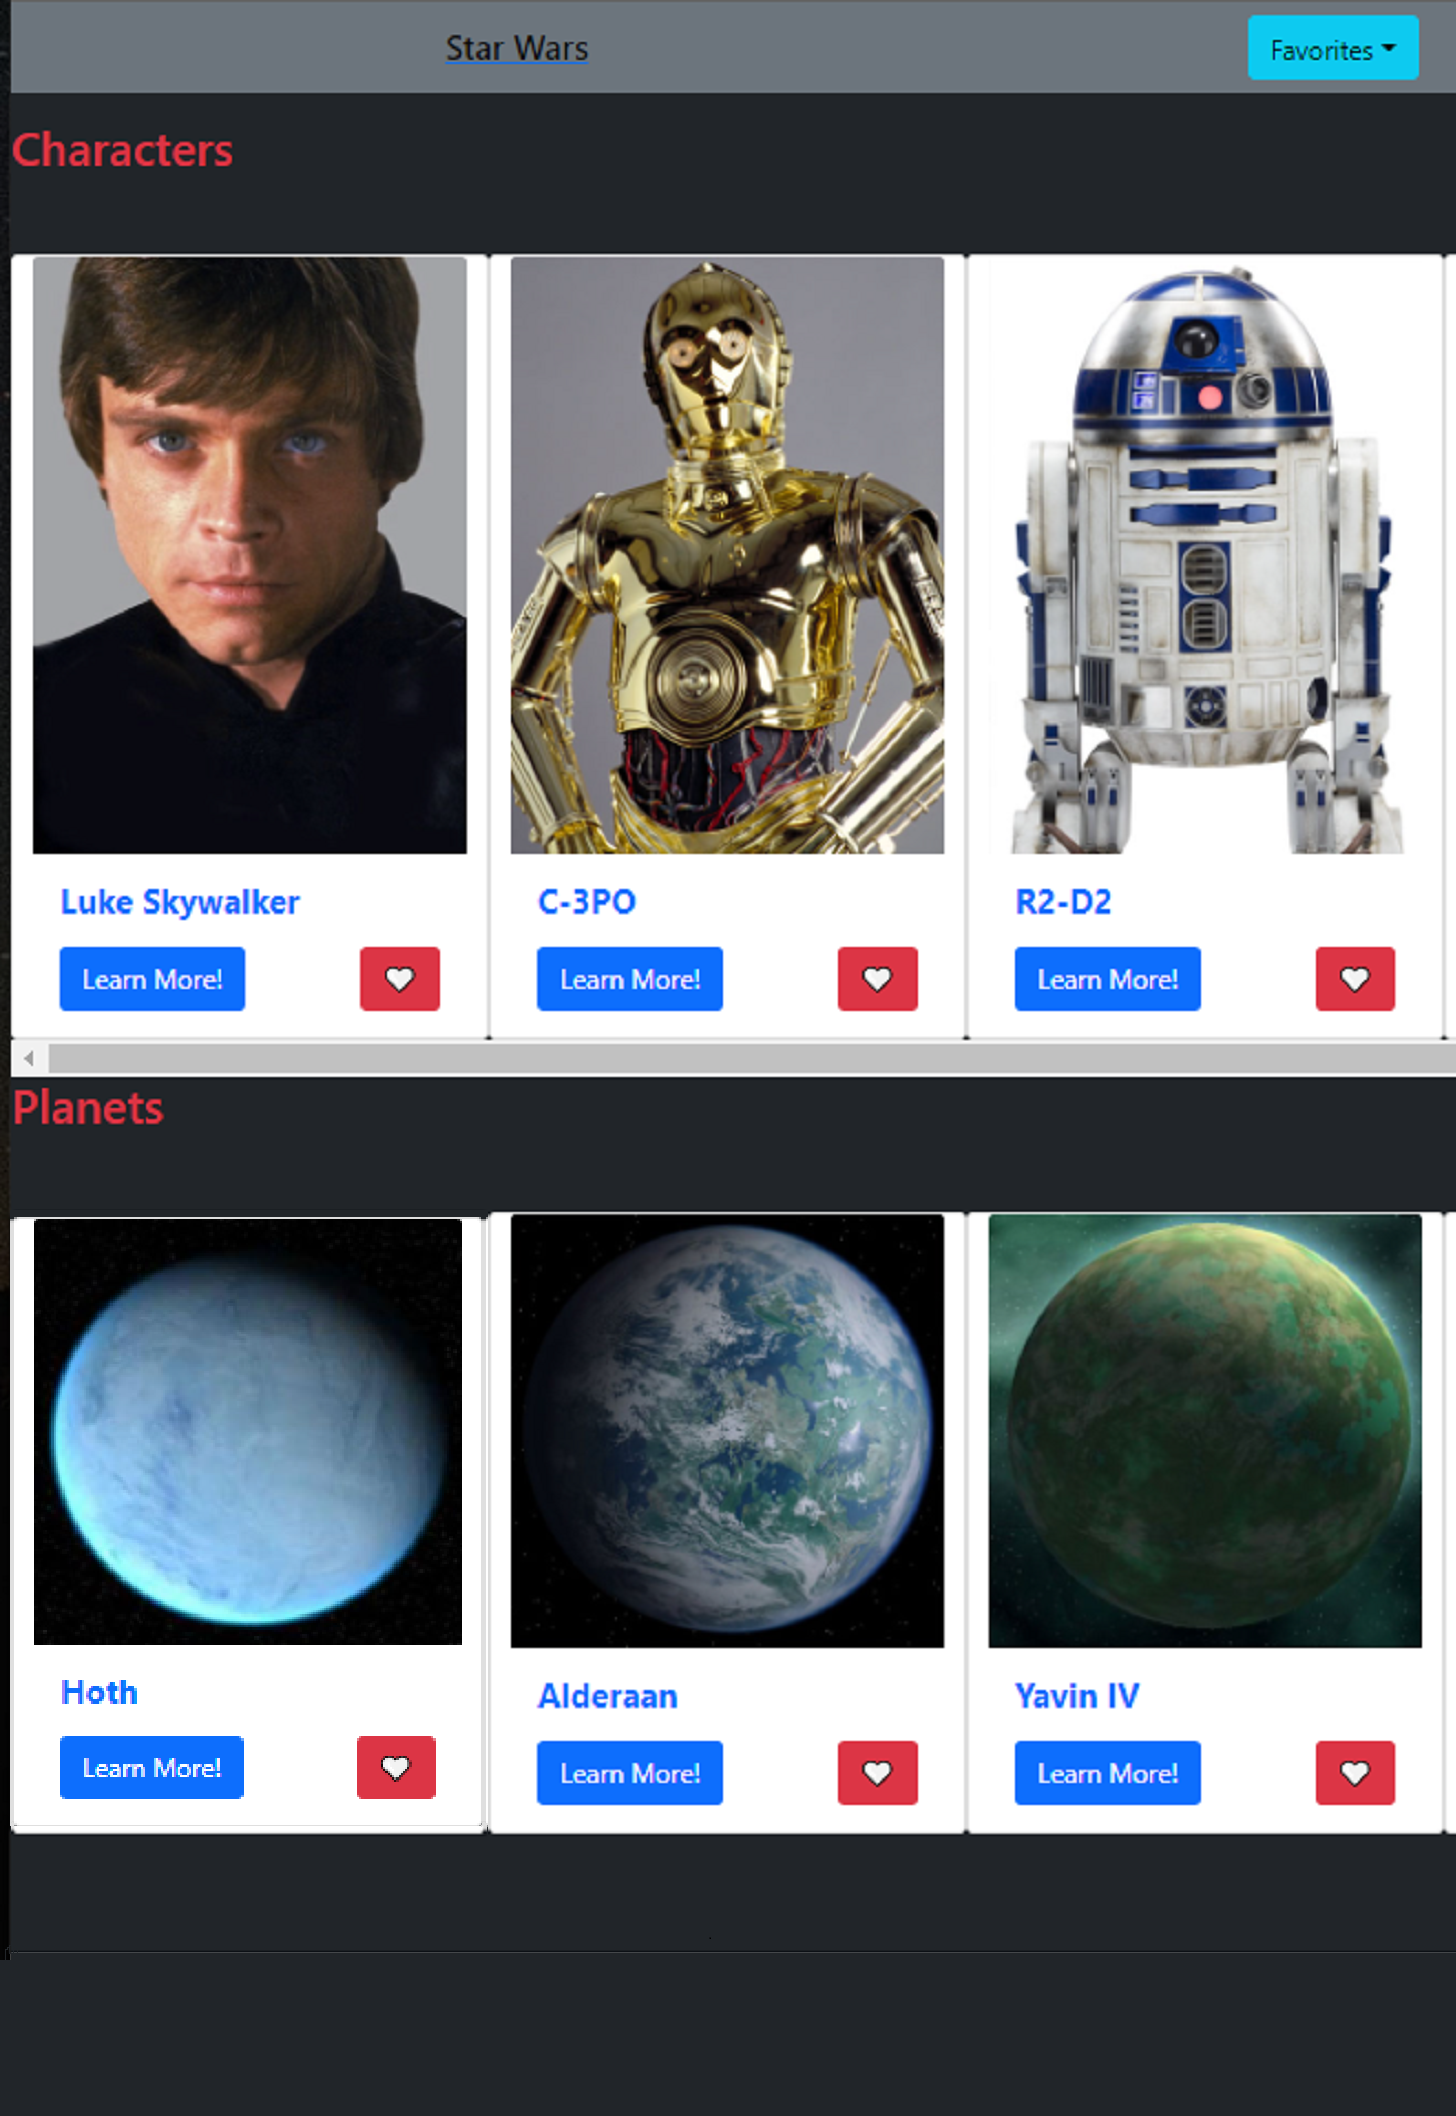 Star Wars
Favorites
Characters
Luke Skywalker
C-3PO
R2-D2
Learn More!
Learn More!
Learn More!
Planets
Hoth
Alderaan
Yavin IV
Learn More!
Learn More!
Learn More!